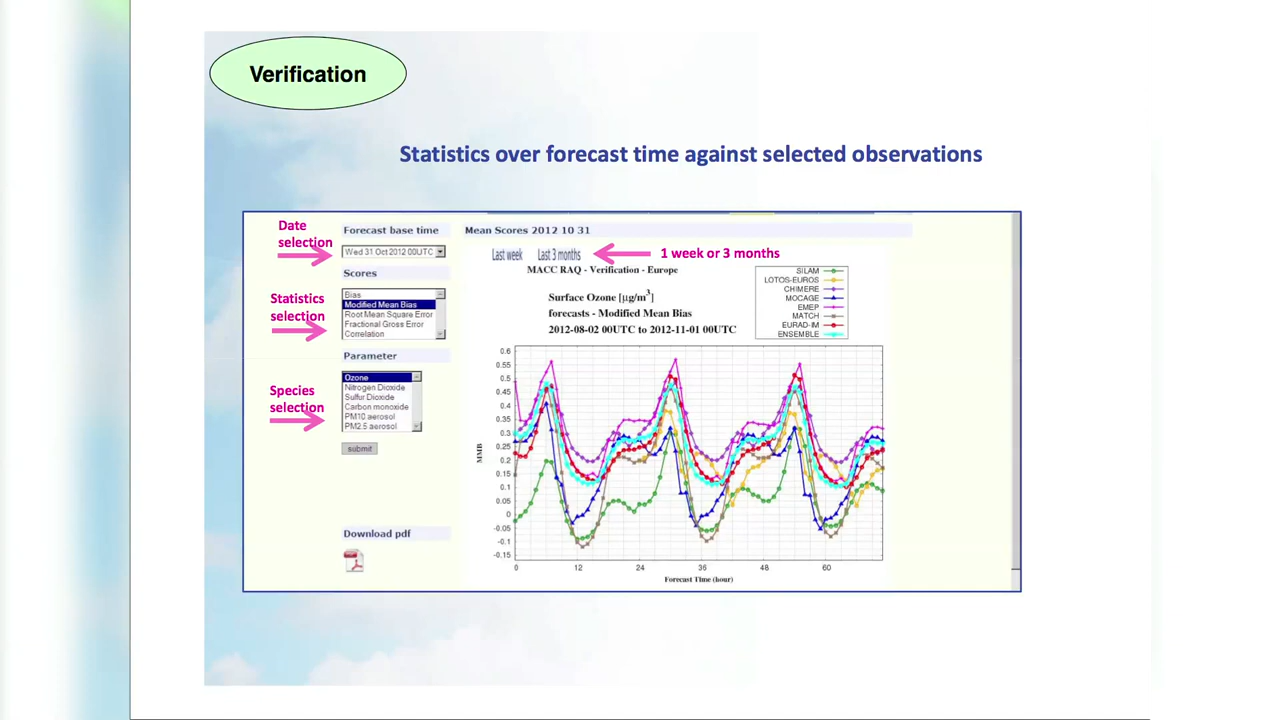 Verification
Statistics over forecast time against selected observations
Date
selection
Forecast base time
Wed 31 Oct 2012 00UTC
Mean Scores 2012 10 31
Last week
Last 3 months
1 week or 3 months
Scores
Statistics
selection
Bias
Modified Mean Bias
Root Mean Square Error
Fractional Gross Error
Correlation
Parameter
Species
selection
Ozone
Nitrogen Dioxide
Sulfur Dioxide
Carbon monoxide
PM10 aerosol
PM2.5 aerosol
submit
Download pdf
MACC RAQ - Verification - Europe
Surface Ozone [µg/m3]
forecasts - Modified Mean Bias
2012-08-02 00UTC to 2012-11-01 00UTC
SILAM
LOTOS-EUROS
CHIMERE
MOCAGE
EMEP
MATCH
EURAD-IM
ENSEMBLE
MMB
0.6
0.55
0.5
0.45
0.4
0.35
0.3
0.25
0.2
0.15
0.1
0.05
0
-0.05
-0.1
-0.15
0 12 24 36 48 60
Forecast Time (hour)